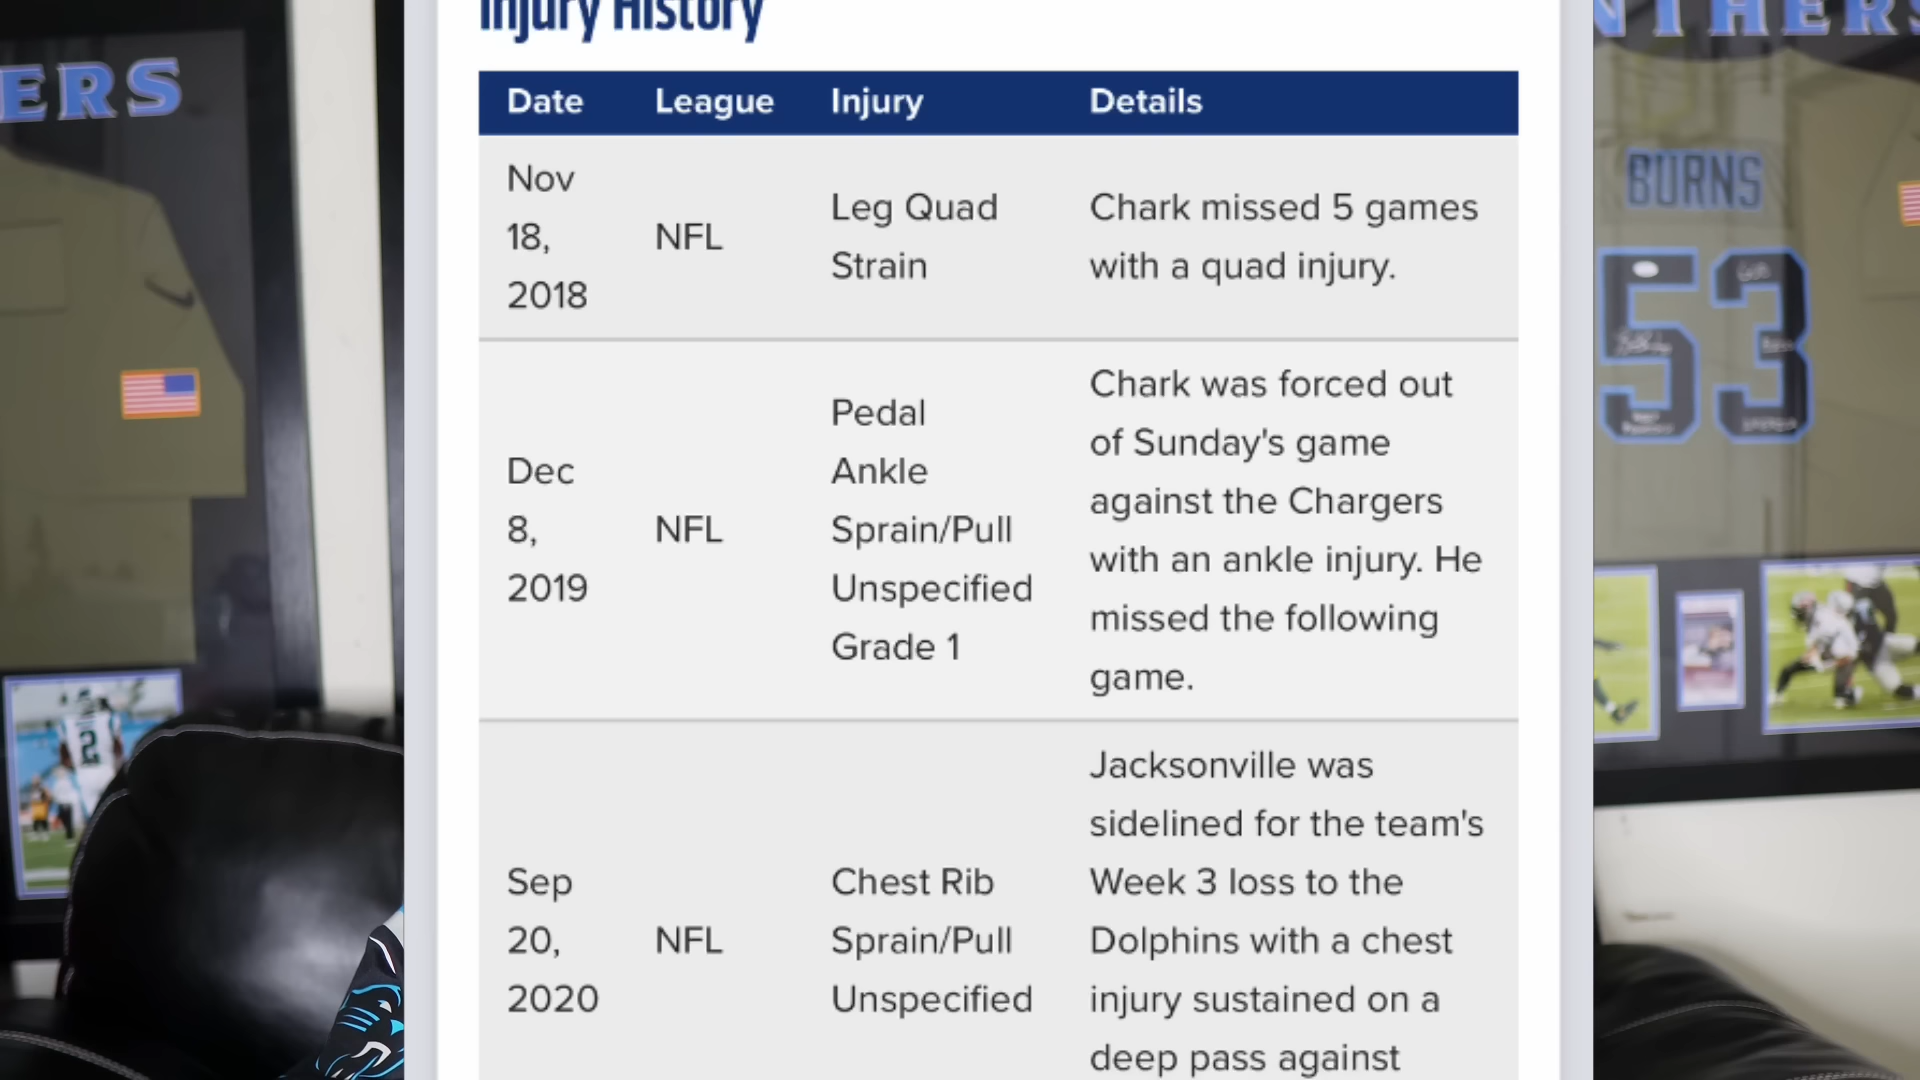 Injury History
Date League Injury Details
Nov
18,
2018
NFL
Leg Quad
Strain
Chark missed 5 games
with a quad injury.
Dec
8,
2019
NFL
Pedal
Ankle
Sprain/Pull
Unspecified
Grade 1
Chark was forced out
of Sunday's game
against the Chargers
with an ankle injury. He
missed the following
game.
Sep
20,
2020
NFL
Chest Rib
Sprain/Pull
Unspecified
Jacksonville was
sidelined for the team's
Week 3 loss to the
Dolphins with a chest
injury sustained on a
deep pass against
ERS
2
NTHERS
BURNS
53